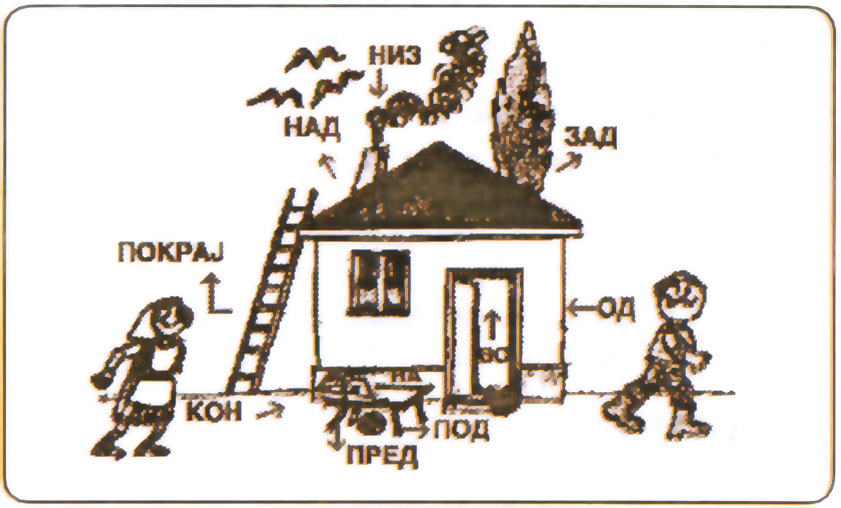 НИЗ
НАД
ЗАД
ПОКРАЈ
ОД
ВО
НА
КОН
ПОД
ПРЕД